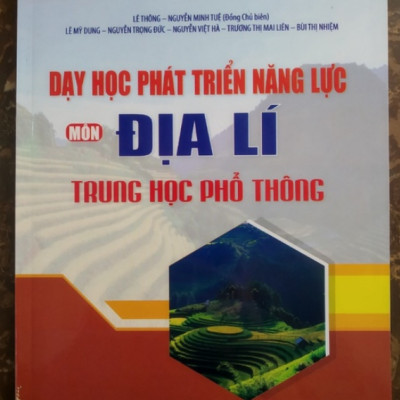 LÊ THÔNG – NGUYỄN MINH TUỆ (Đồng Chủ biên)
LÊ MỸ DUNG – NGUYỄN TRỌNG ĐỨC – NGUYỄN VIỆT HÀ – TRƯƠNG THỊ MAI LIÊN – BÙI THỊ NHIỆM
DẠY HỌC PHÁT TRIỂN NĂNG LỰC
MÔN ĐỊA LÍ
TRUNG HỌC PHỔ THÔNG